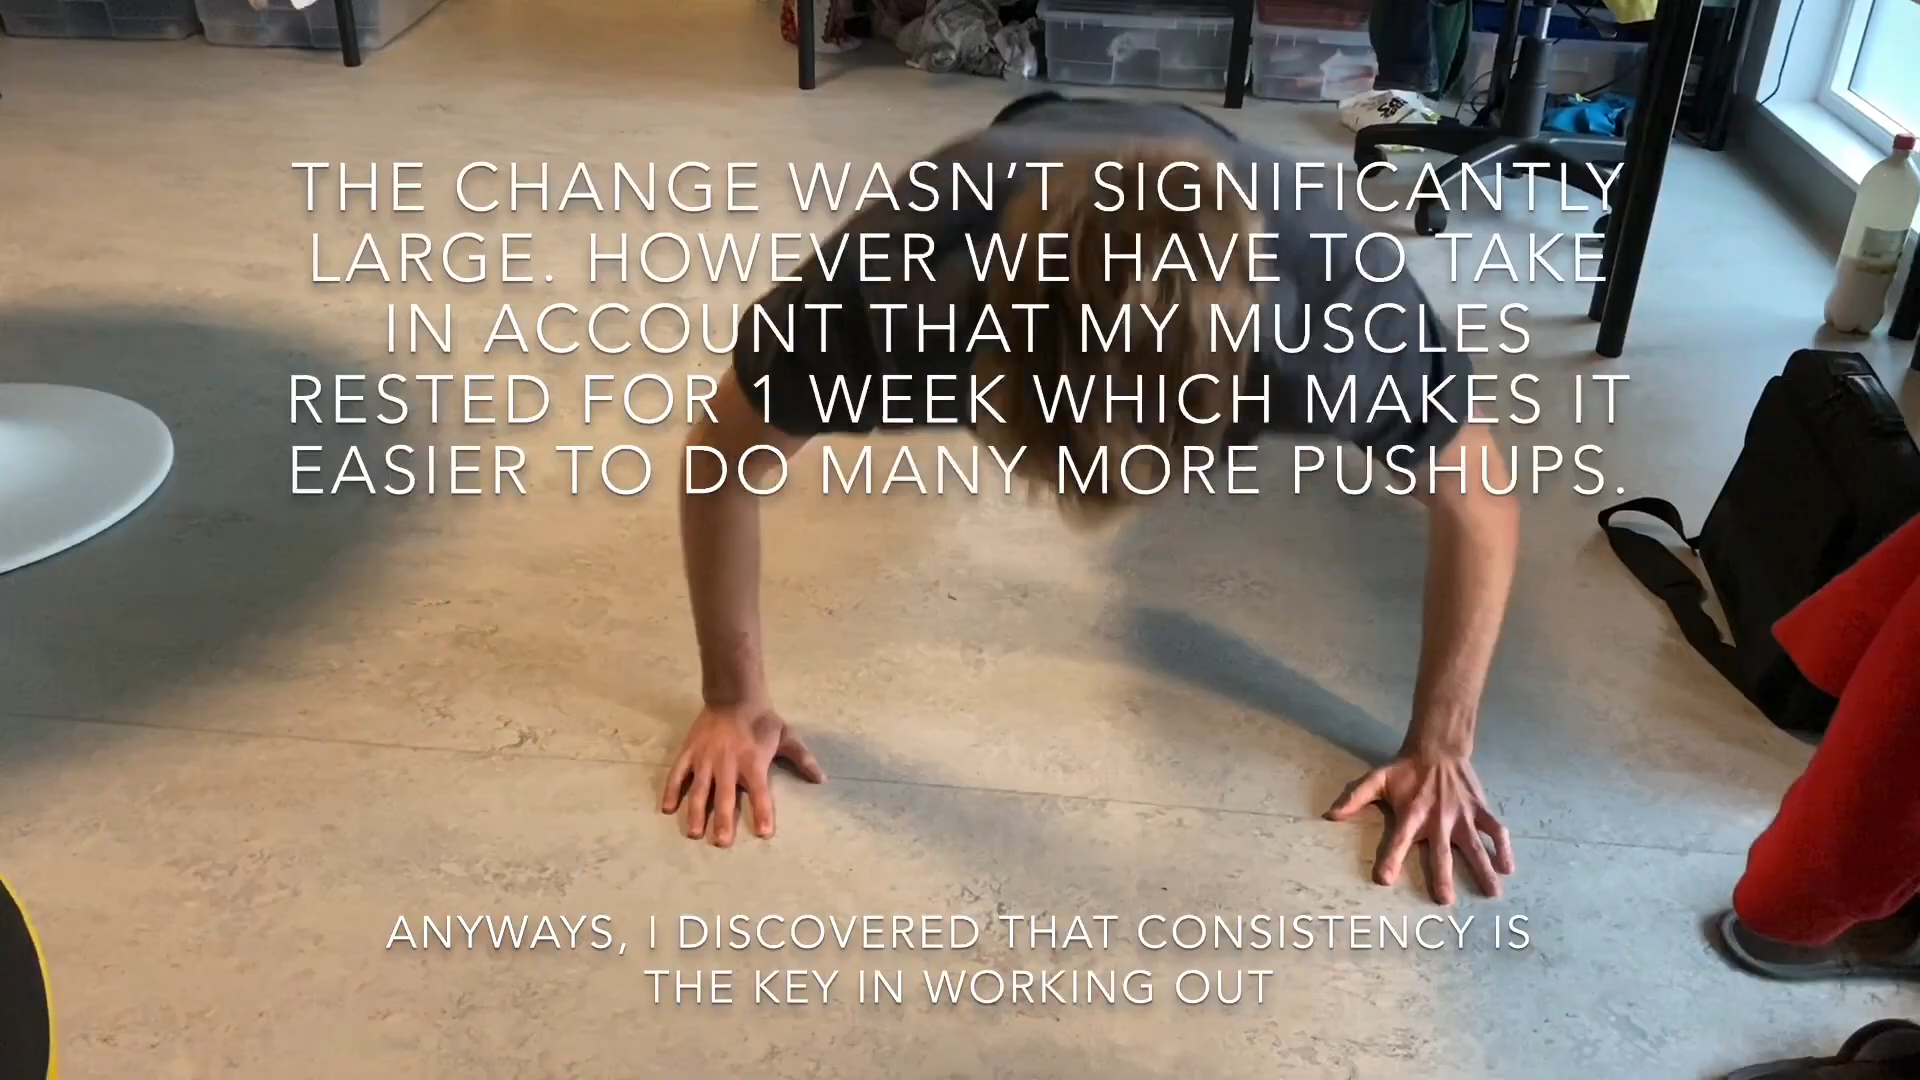 THE CHANGE WASN'T SIGNIFICANTLY
LARGE. HOWEVER WE HAVE TO TAKE
IN ACCOUNT THAT MY MUSCLES
RESTED FOR 1 WEEK WHICH MAKES IT
EASIER TO DO MANY MORE PUSHUPS.
ANYWAYS, I DISCOVERED THAT CONSISTENCY IS
THE KEY IN WORKING OUT